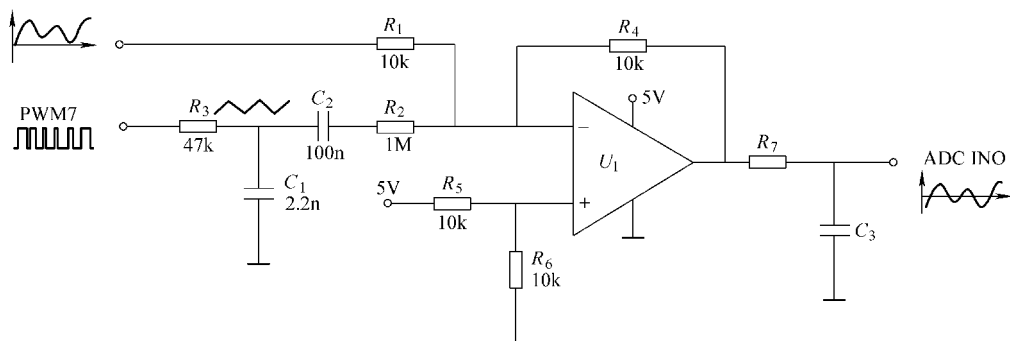 R1
10k
R4
10k
PWM7
R3
47k
C2
100n
R2
1M
5V
U1
R7
ADC INO
C1
2.2n
5V
R5
10k
R6
10k
C3
−
+